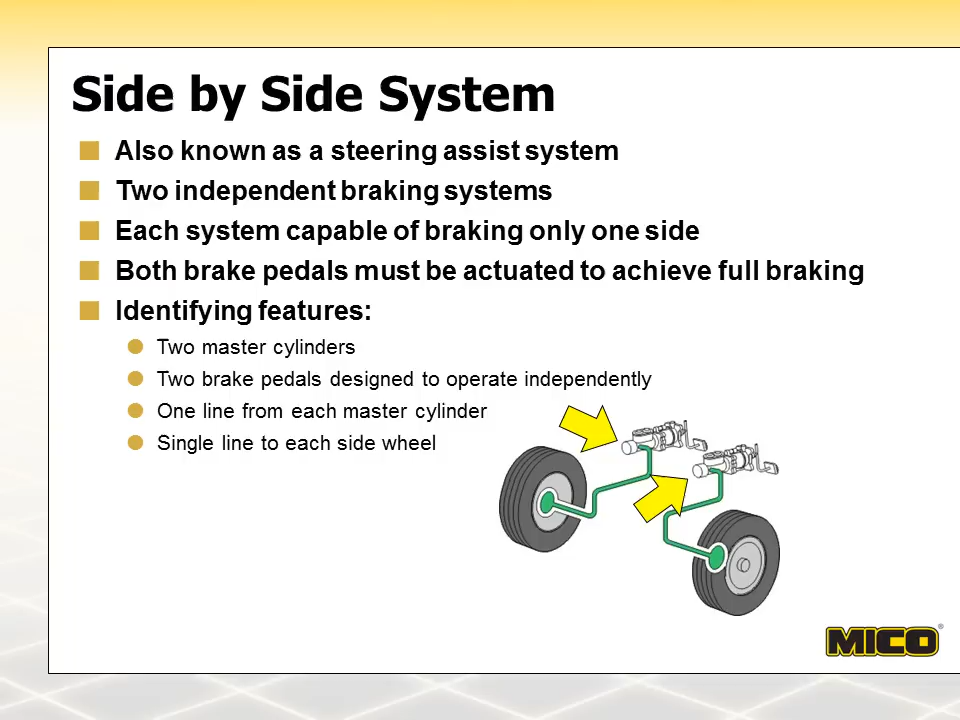 Side by Side System
Also known as a steering assist system
Two independent braking systems
Each system capable of braking only one side
Both brake pedals must be actuated to achieve full braking
Identifying features:
Two master cylinders
Two brake pedals designed to operate independently
One line from each master cylinder
Single line to each side wheel
MICO®